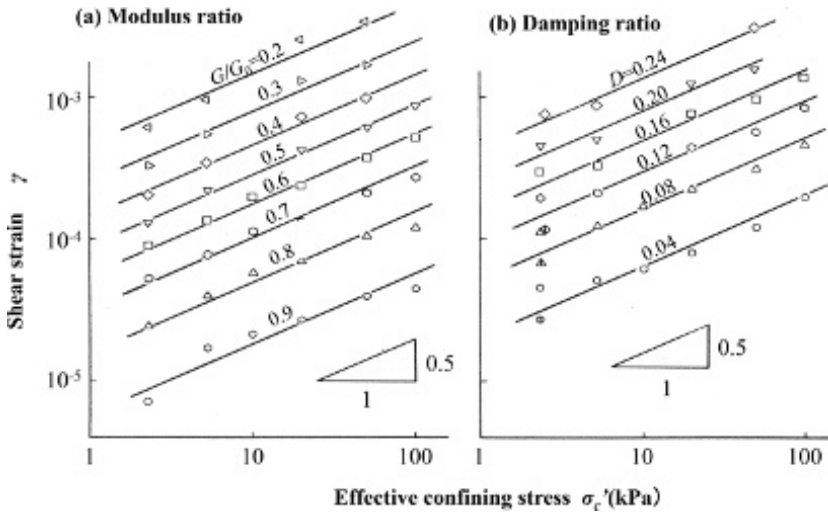 (a) Modulus ratio
(b) Damping ratio
G/G₀=0.2
0.3
0.4
0.5
0.6
0.7
0.8
0.9
0.5
1
D=0.24
0.20
0.16
0.12
0.08
0.04
0.5
1
10⁻³
10⁻⁴
10⁻⁵
Shear strain γ
1 10 100 1 10 100
Effective confining stress σc'(kPa)